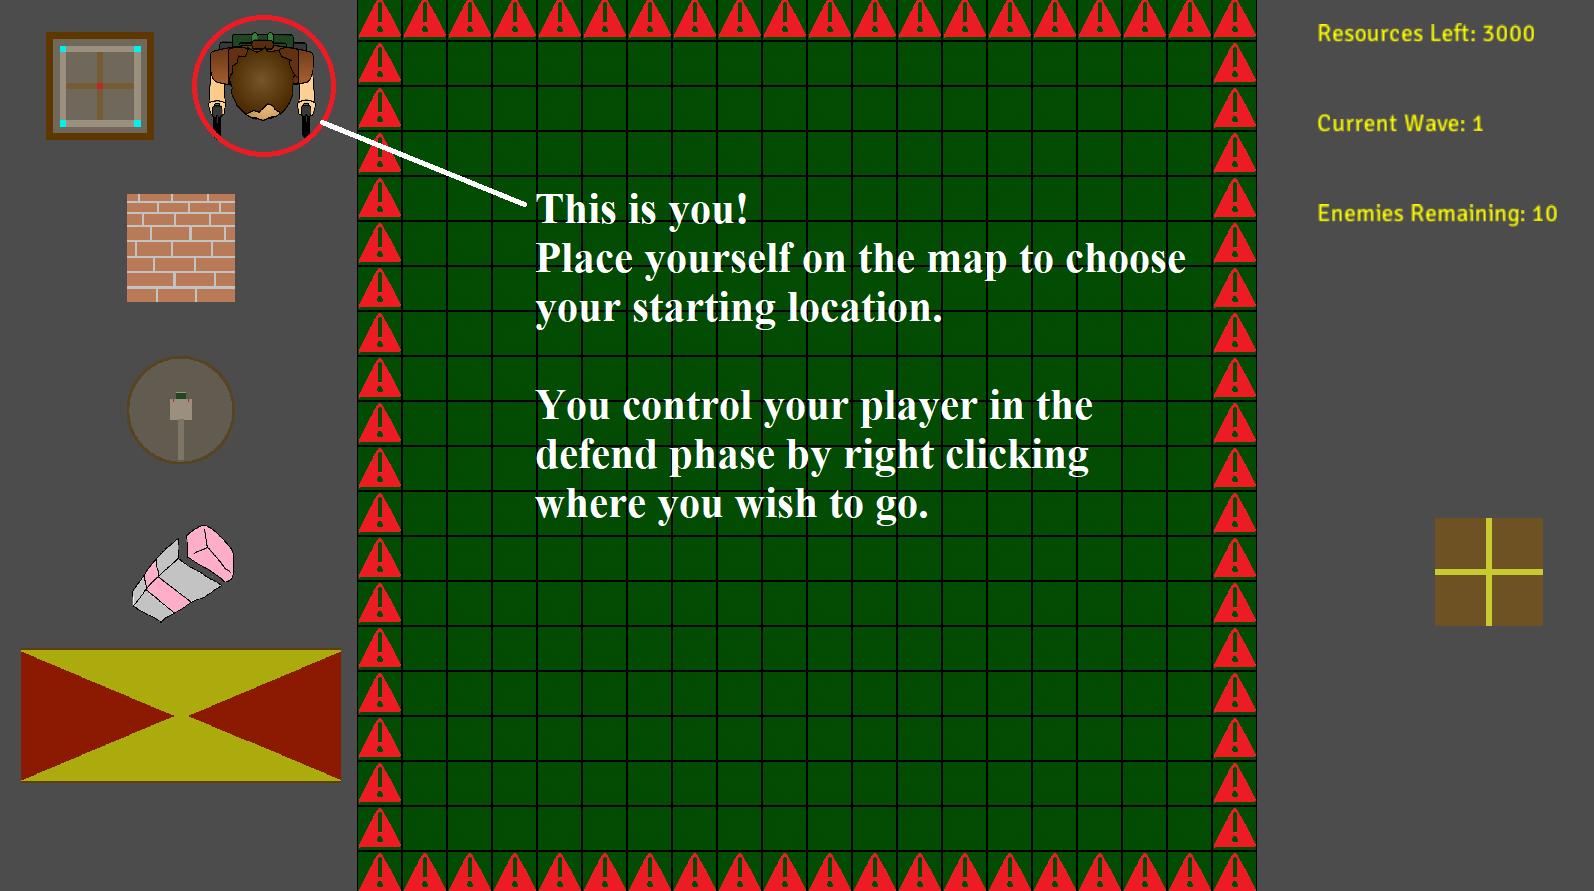 Resources Left: 3000
Current Wave: 1
Enemies Remaining: 10
This is you!
Place yourself on the map to choose
your starting location.
You control your player in the
defend phase by right clicking
where you wish to go.